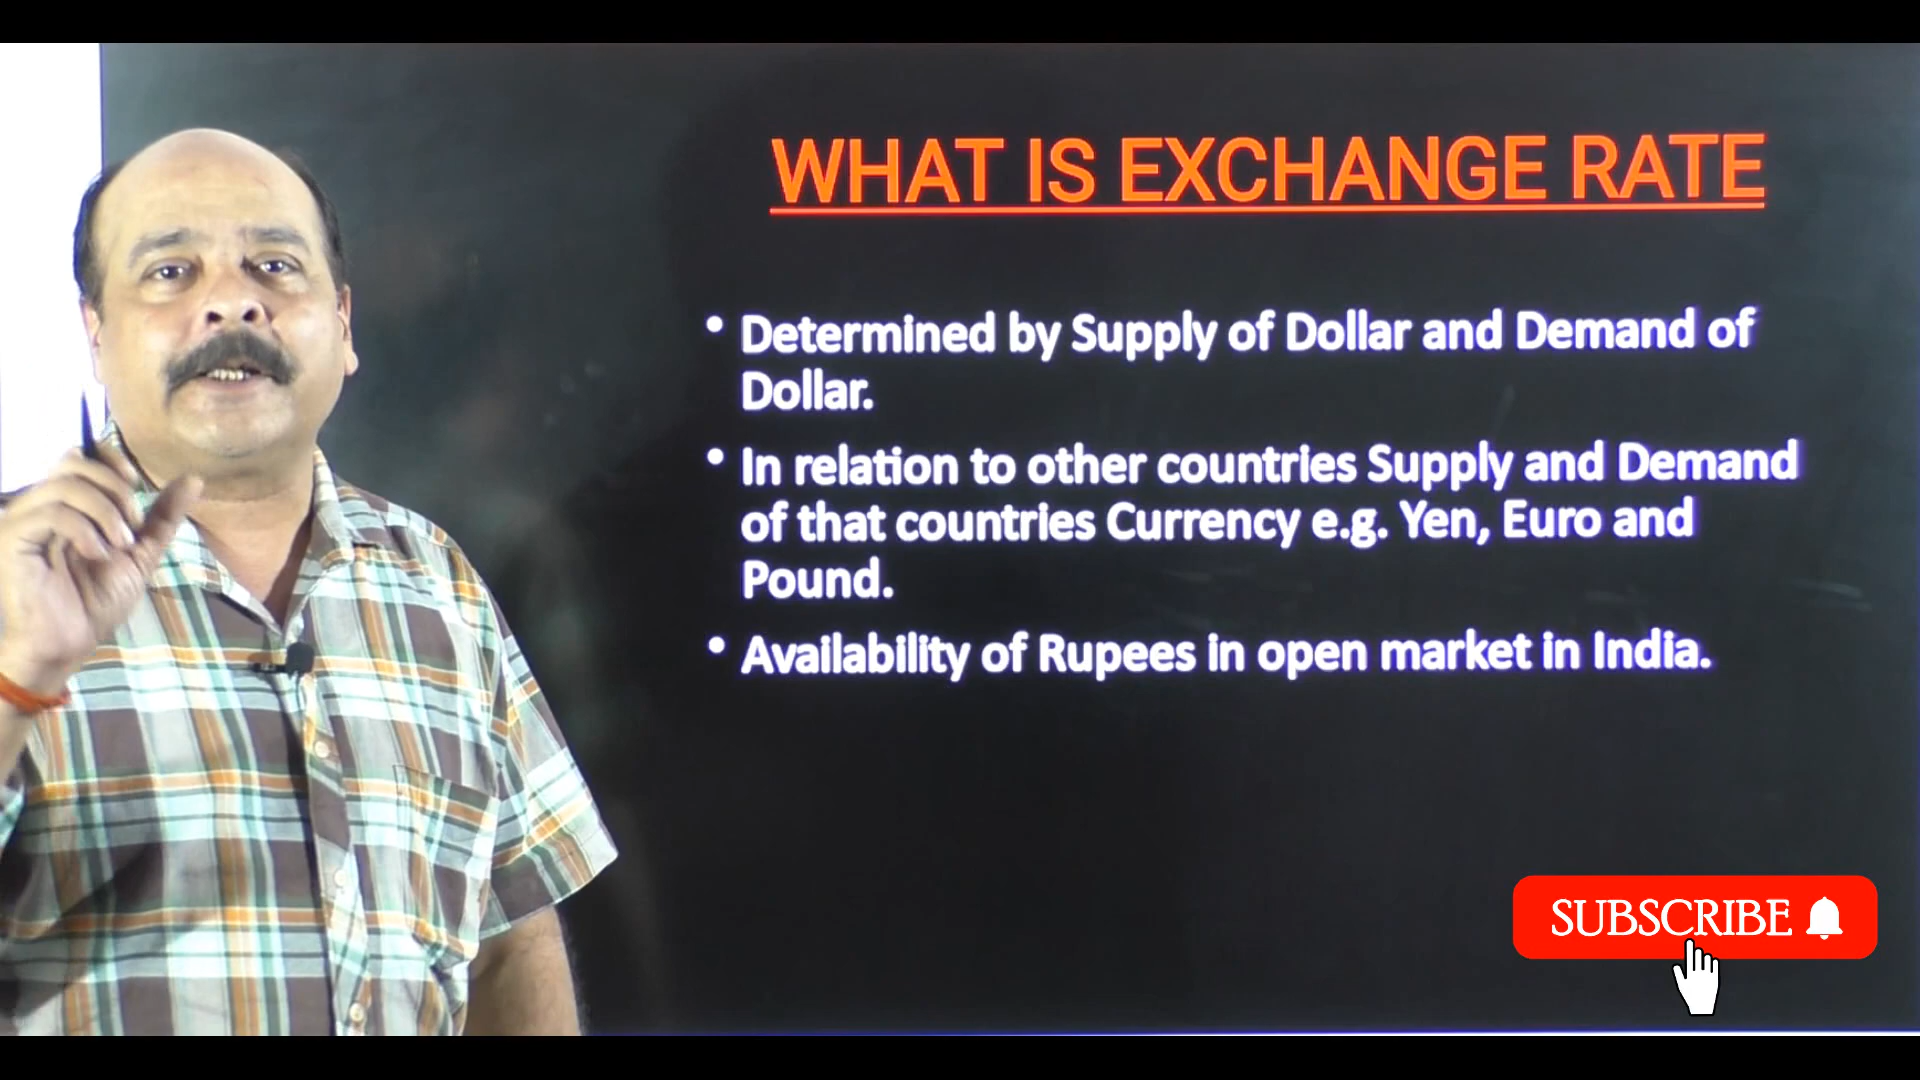 WHAT IS EXCHANGE RATE
• Determined by Supply of Dollar and Demand of
Dollar.
• In relation to other countries Supply and Demand
of that countries Currency e.g. Yen, Euro and
Pound.
• Availability of Rupees in open market in India.
SUBSCRIBE